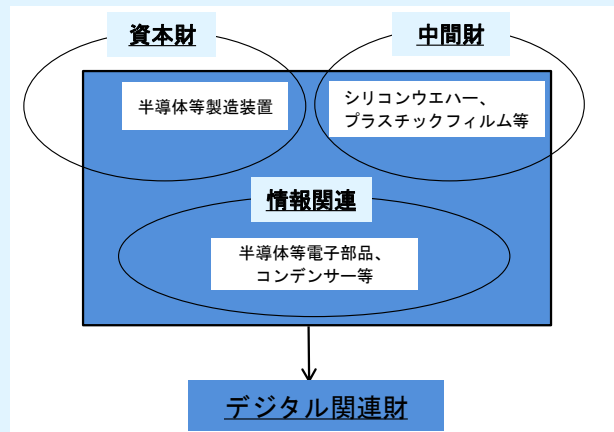 資本財
中間財
半導体等製造装置
シリコンウエハー、
プラスチックフィルム等
情報関連
半導体等電子部品、
コンデンサー等
デジタル関連財